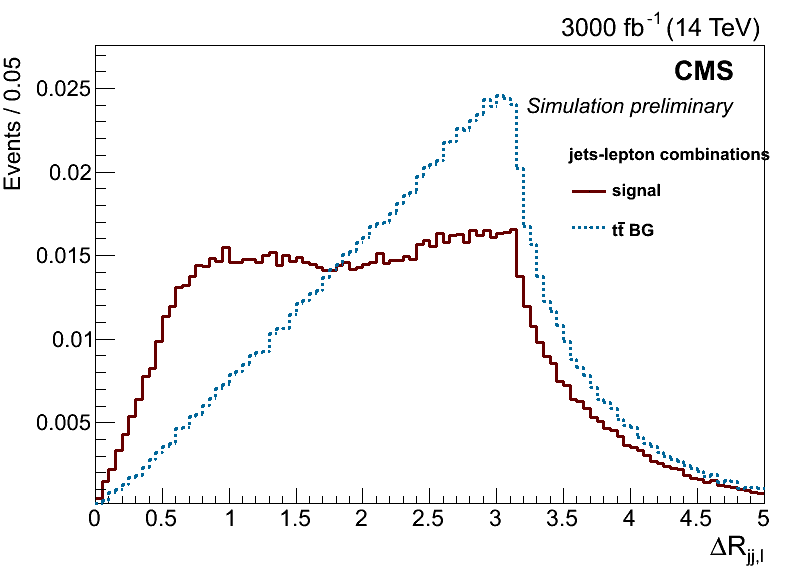 3000 fb⁻¹ (14 TeV)
CMS
Simulation preliminary
jets-lepton combinations
signal
tt̄ BG
Events / 0.05
0.025
0.02
0.015
0.01
0.005
0 0.5 1 1.5 2 2.5 3 3.5 4 4.5 5
ΔR_jj,l